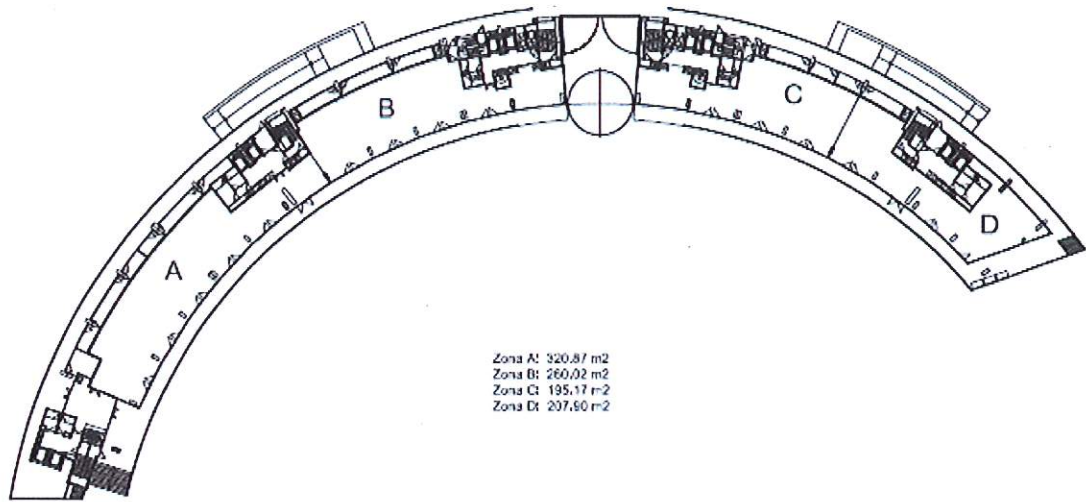 B
C
A
D
Zona A: 320.87 m2
Zona B: 260.02 m2
Zona C: 195.17 m2
Zona D: 207.90 m2